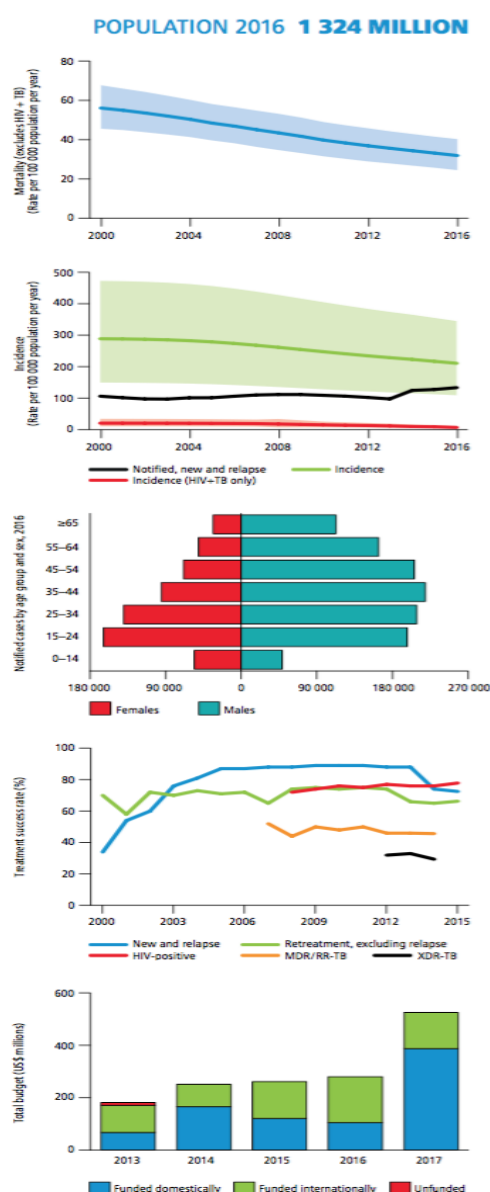 POPULATION 2016 1 324 MILLION
Mortality (excludes HIV + TB)
(Rate per 100 000 population per year)
80
60
40
20
0
2000 2004 2008 2012 2016
Incidence
(Rate per 100 000 population per year)
500
400
300
200
100
0
2000 2004 2008 2012 2016
Notified, new and relapse Incidence
Incidence (HIV+TB only)
Notified cases by age group and sex, 2016
≥65
55–64
45–54
35–44
25–34
15–24
0–14
180 000 90 000 0 90 000 180 000 270 000
Females Males
Treatment success rate (%)
100
80
60
40
20
0
2000 2003 2006 2009 2012 2015
New and relapse Retreatment, excluding relapse
HIV-positive MDR/RR-TB XDR-TB
Total budget (US$ millions)
600
400
200
0
2013 2014 2015 2016 2017
Funded domestically Funded internationally Unfunded